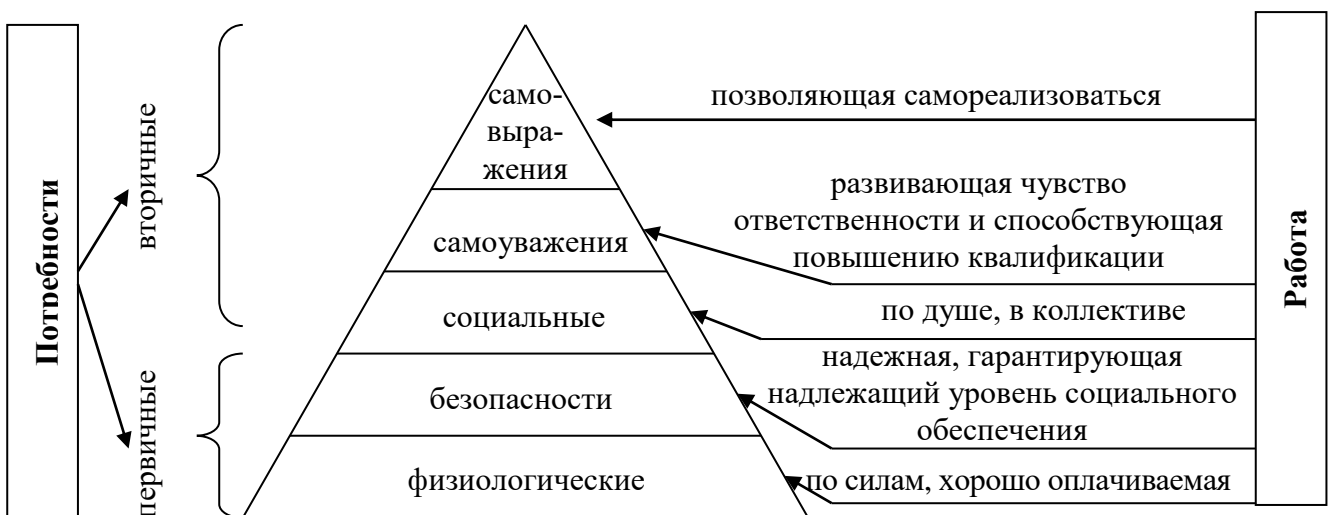 Потребности
вторичные
первичные
само-
выра-
жения
самоуважения
социальные
безопасности
физиологические
позволяющая самореализоваться
развивающая чувство
ответственности и способствующая
повышению квалификации
по душе, в коллективе
надежная, гарантирующая
надлежащий уровень социального
обеспечения
по силам, хорошо оплачиваемая
Работа